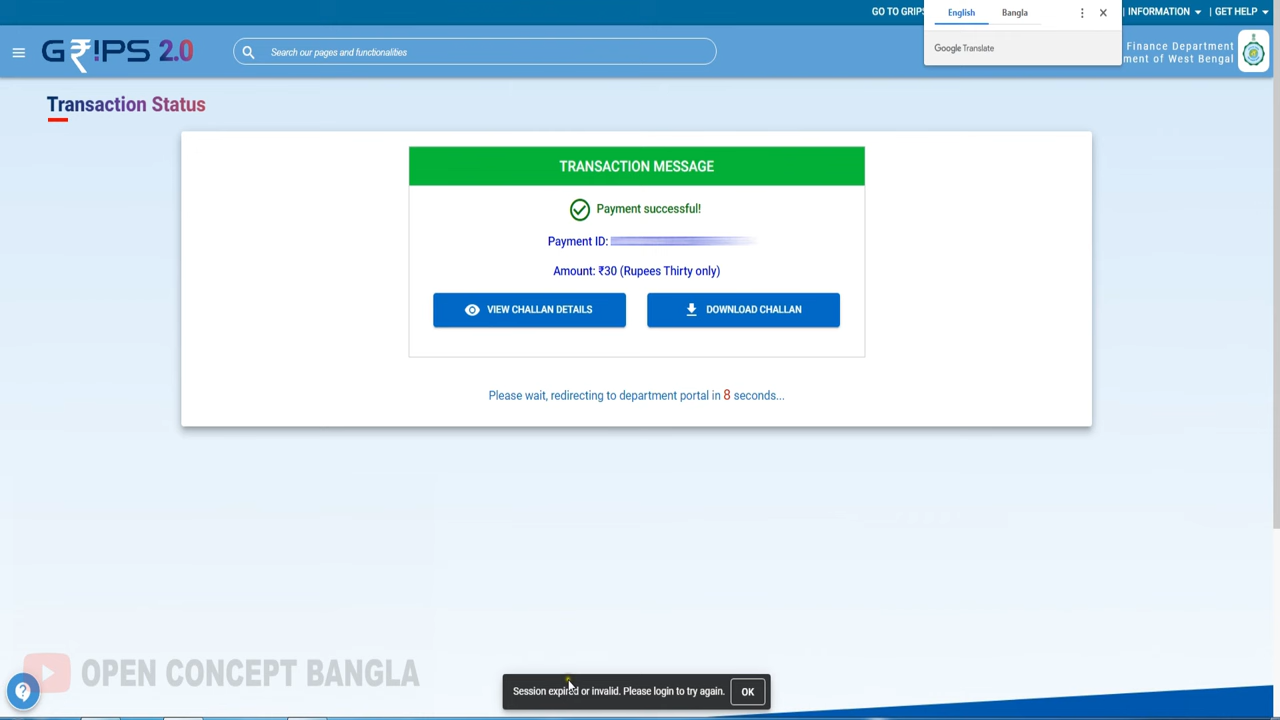 GO TO GRIPS
INFORMATION
GET HELP
English
Bangla
Google Translate
GRIPS 2.0
Search our pages and functionalities
Finance Department
ment of West Bengal
Transaction Status
TRANSACTION MESSAGE
Payment successful!
Payment ID:
Amount: ₹30 (Rupees Thirty only)
VIEW CHALLAN DETAILS
DOWNLOAD CHALLAN
Please wait, redirecting to department portal in 8 seconds...
OPEN CONCEPT BANGLA
Session expired or invalid. Please login to try again.
OK